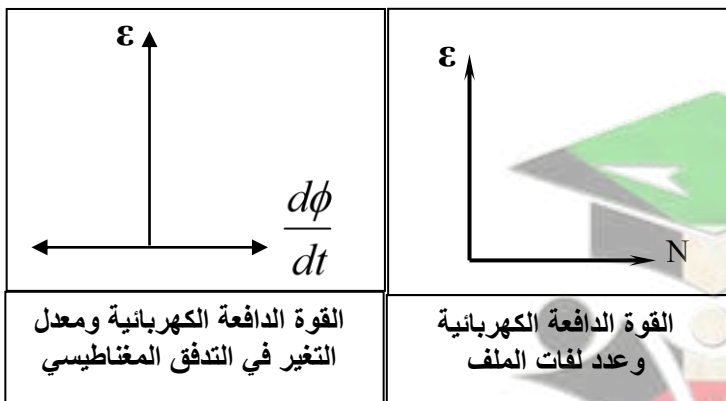 ε
N
القوة الدافعة الكهربائية
وعدد لفات الملف
ε
dφ
dt
القوة الدافعة الكهربائية ومعدل
التغير في التدفق المغناطيسي